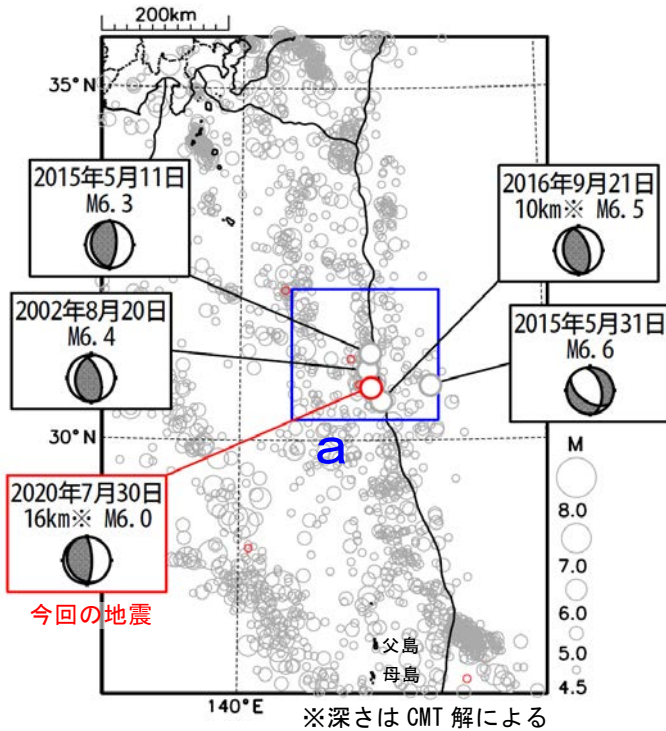 200km
35°N
2015年5月11日
M6.3
2016年9月21日
10km※ M6.5
2002年8月20日
M6.4
2015年5月31日
M6.6
30°N
a
2020年7月30日
16km※ M6.0
今回の地震
M
8.0
7.0
6.0
5.0
4.5
父島
母島
140°E
※深さは CMT 解による